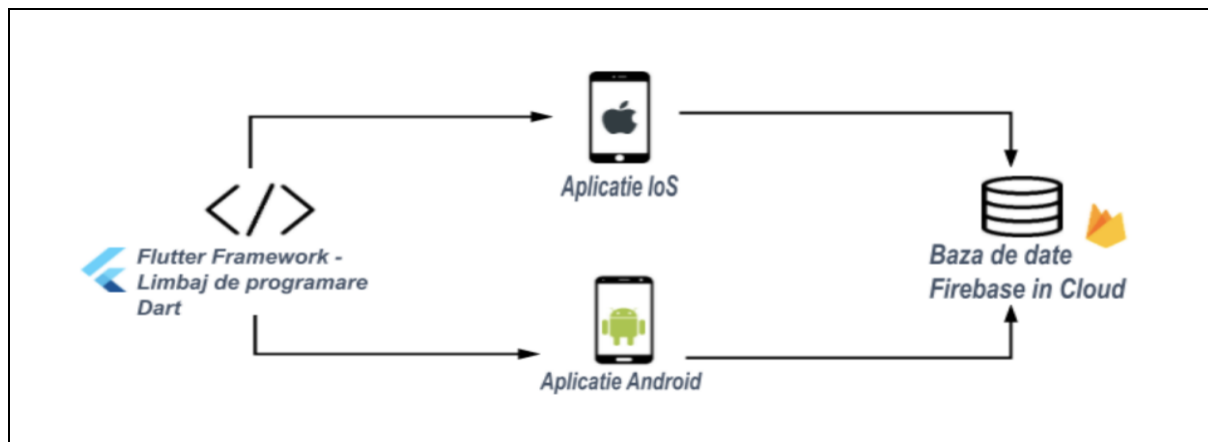 Aplicatie IoS
</>
Flutter Framework -
Limbaj de programare
Dart
Baza de date
Firebase in Cloud
Aplicatie Android